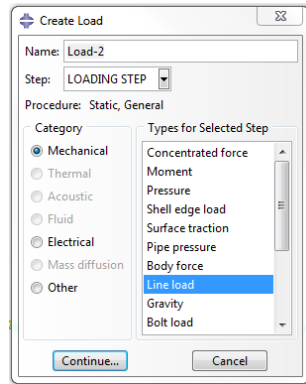 Create Load
Name: Load-2
Step: LOADING STEP
Procedure: Static, General
Category
Mechanical
Thermal
Acoustic
Fluid
Electrical
Mass diffusion
Other
Types for Selected Step
Concentrated force
Moment
Pressure
Shell edge load
Surface traction
Pipe pressure
Body force
Line load
Gravity
Bolt load
Continue... Cancel